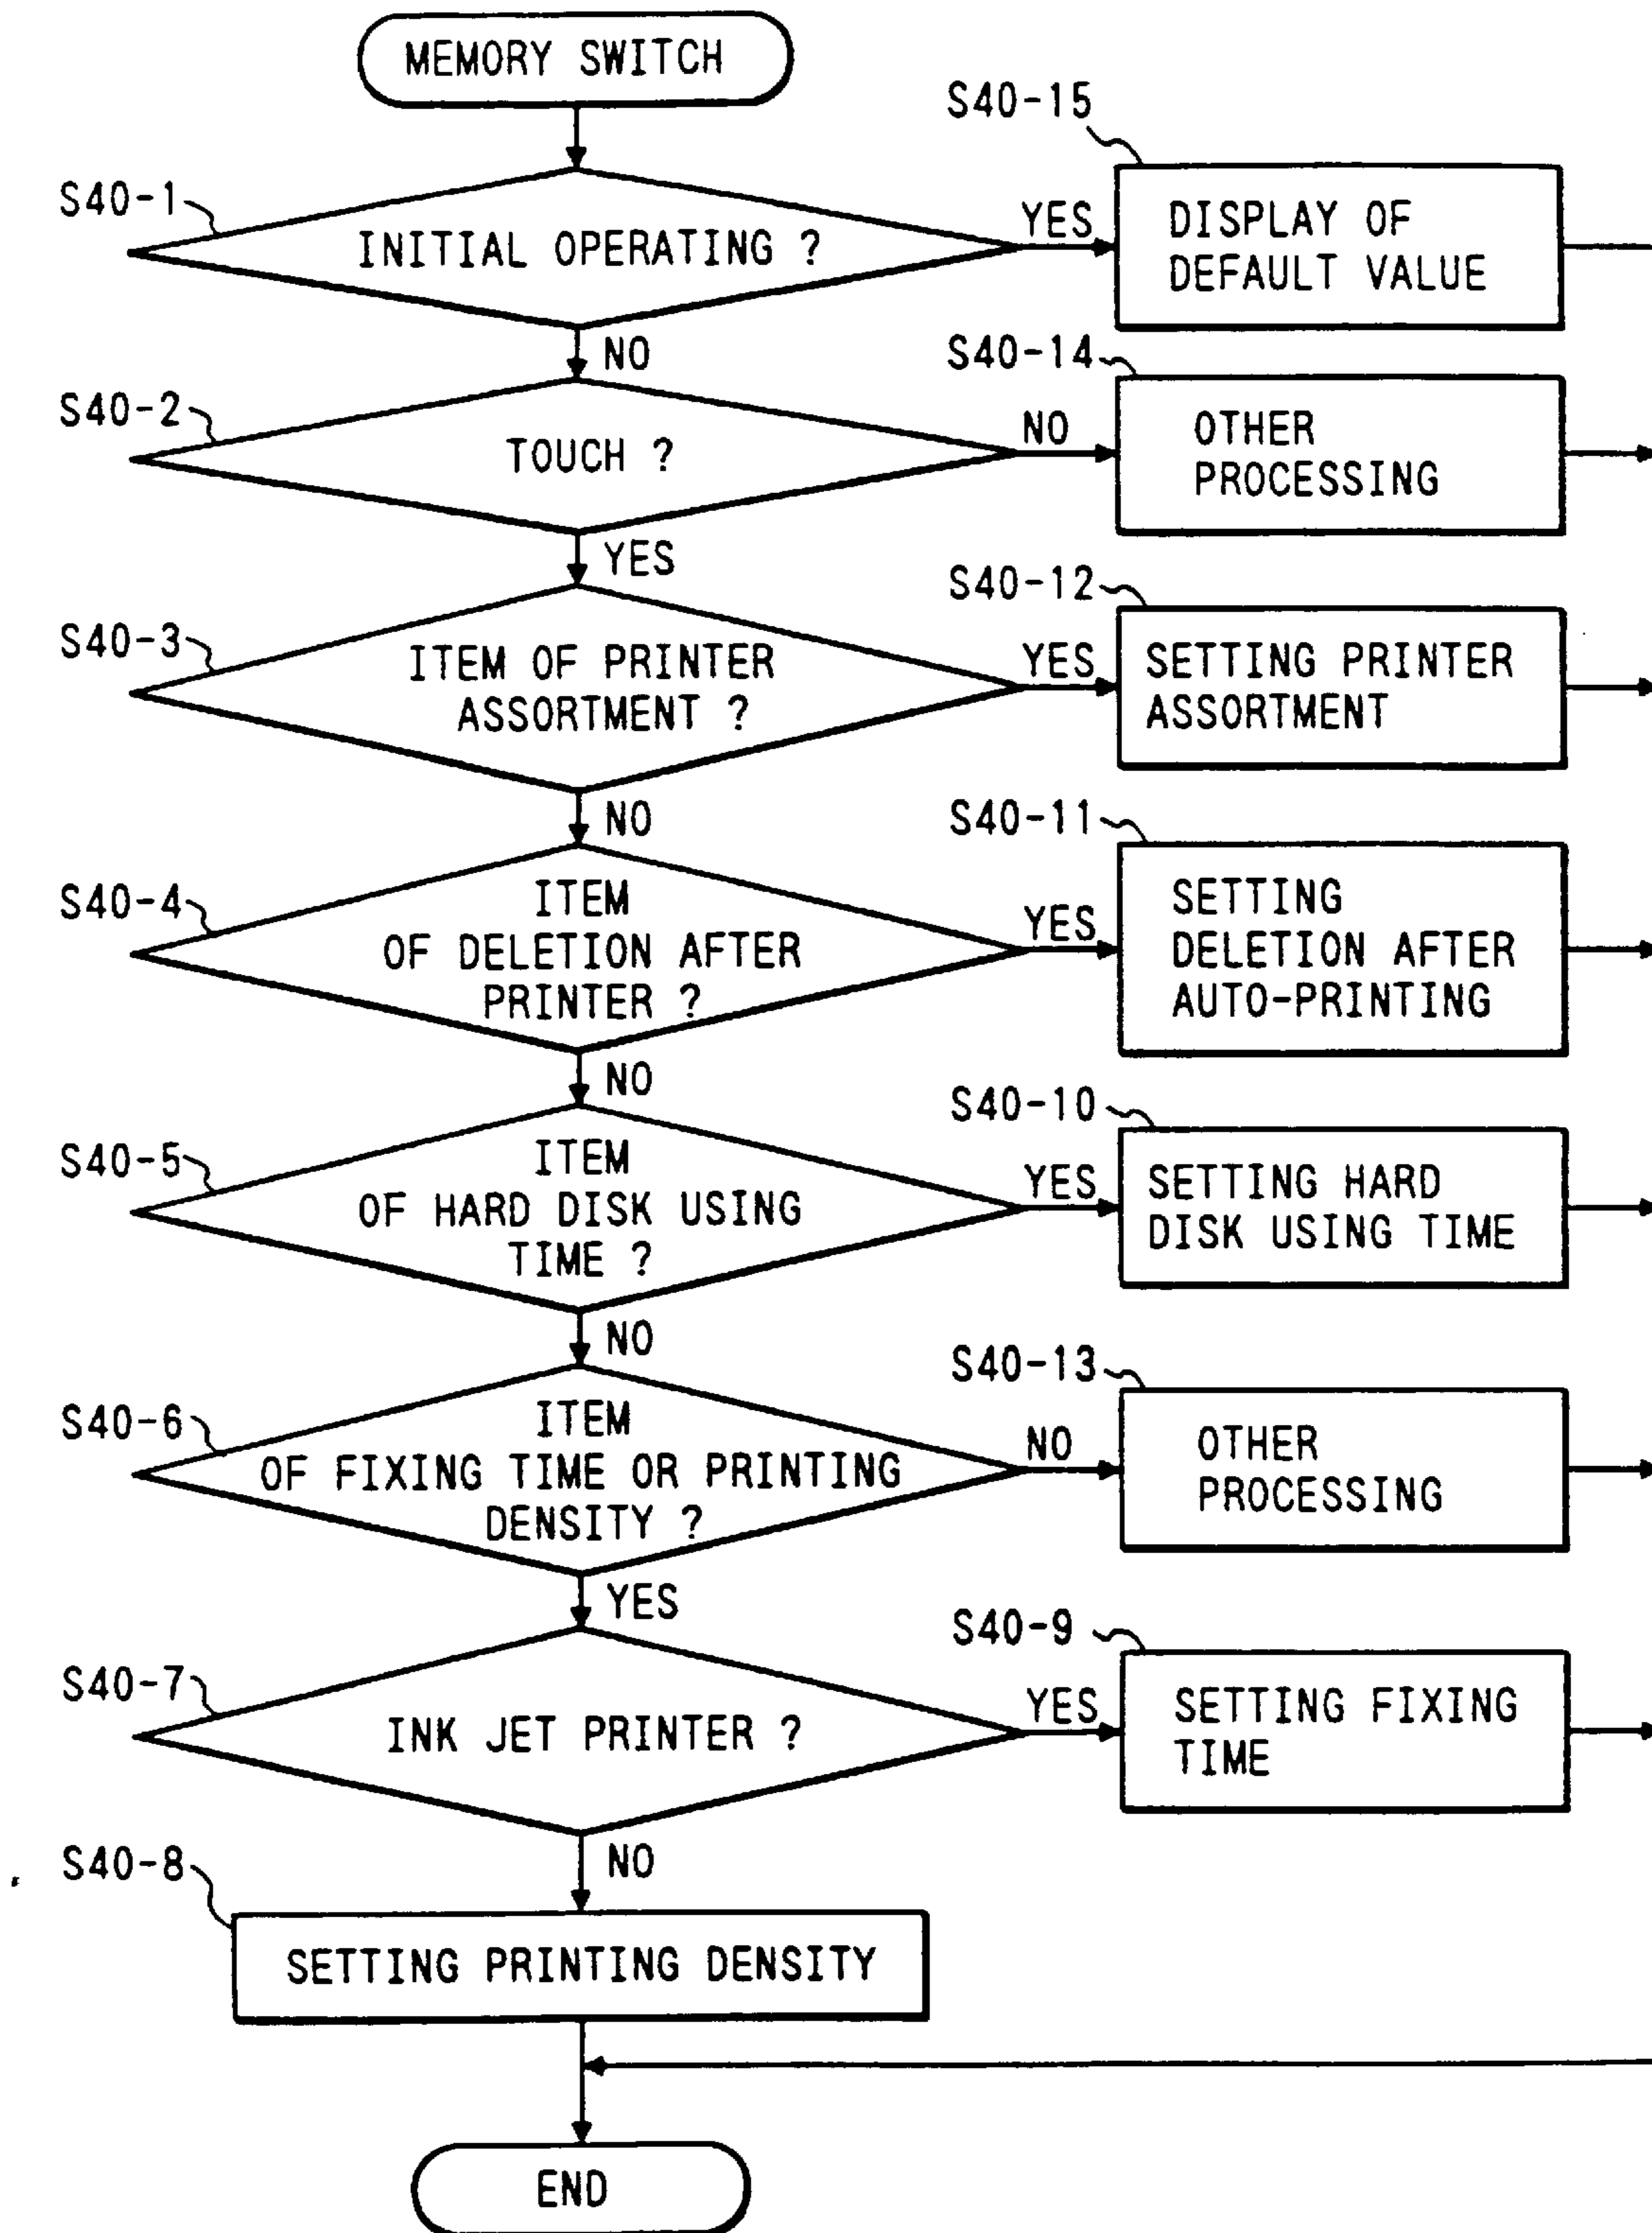 MEMORY SWITCH
S40-15
S40-1
INITIAL OPERATING ?
YES
DISPLAY OF
DEFAULT VALUE
NO
S40-14
S40-2
TOUCH ?
NO
OTHER
PROCESSING
YES
S40-12
S40-3
ITEM OF PRINTER
ASSORTMENT ?
YES
SETTING PRINTER
ASSORTMENT
NO
S40-11
S40-4
ITEM
OF DELETION AFTER
PRINTER ?
YES
SETTING
DELETION AFTER
AUTO-PRINTING
NO
S40-10
S40-5
ITEM
OF HARD DISK USING
TIME ?
YES
SETTING HARD
DISK USING TIME
NO
S40-13
S40-6
ITEM
OF FIXING TIME OR PRINTING
DENSITY ?
NO
OTHER
PROCESSING
YES
S40-9
S40-7
INK JET PRINTER ?
YES
SETTING FIXING
TIME
NO
S40-8
SETTING PRINTING DENSITY
END